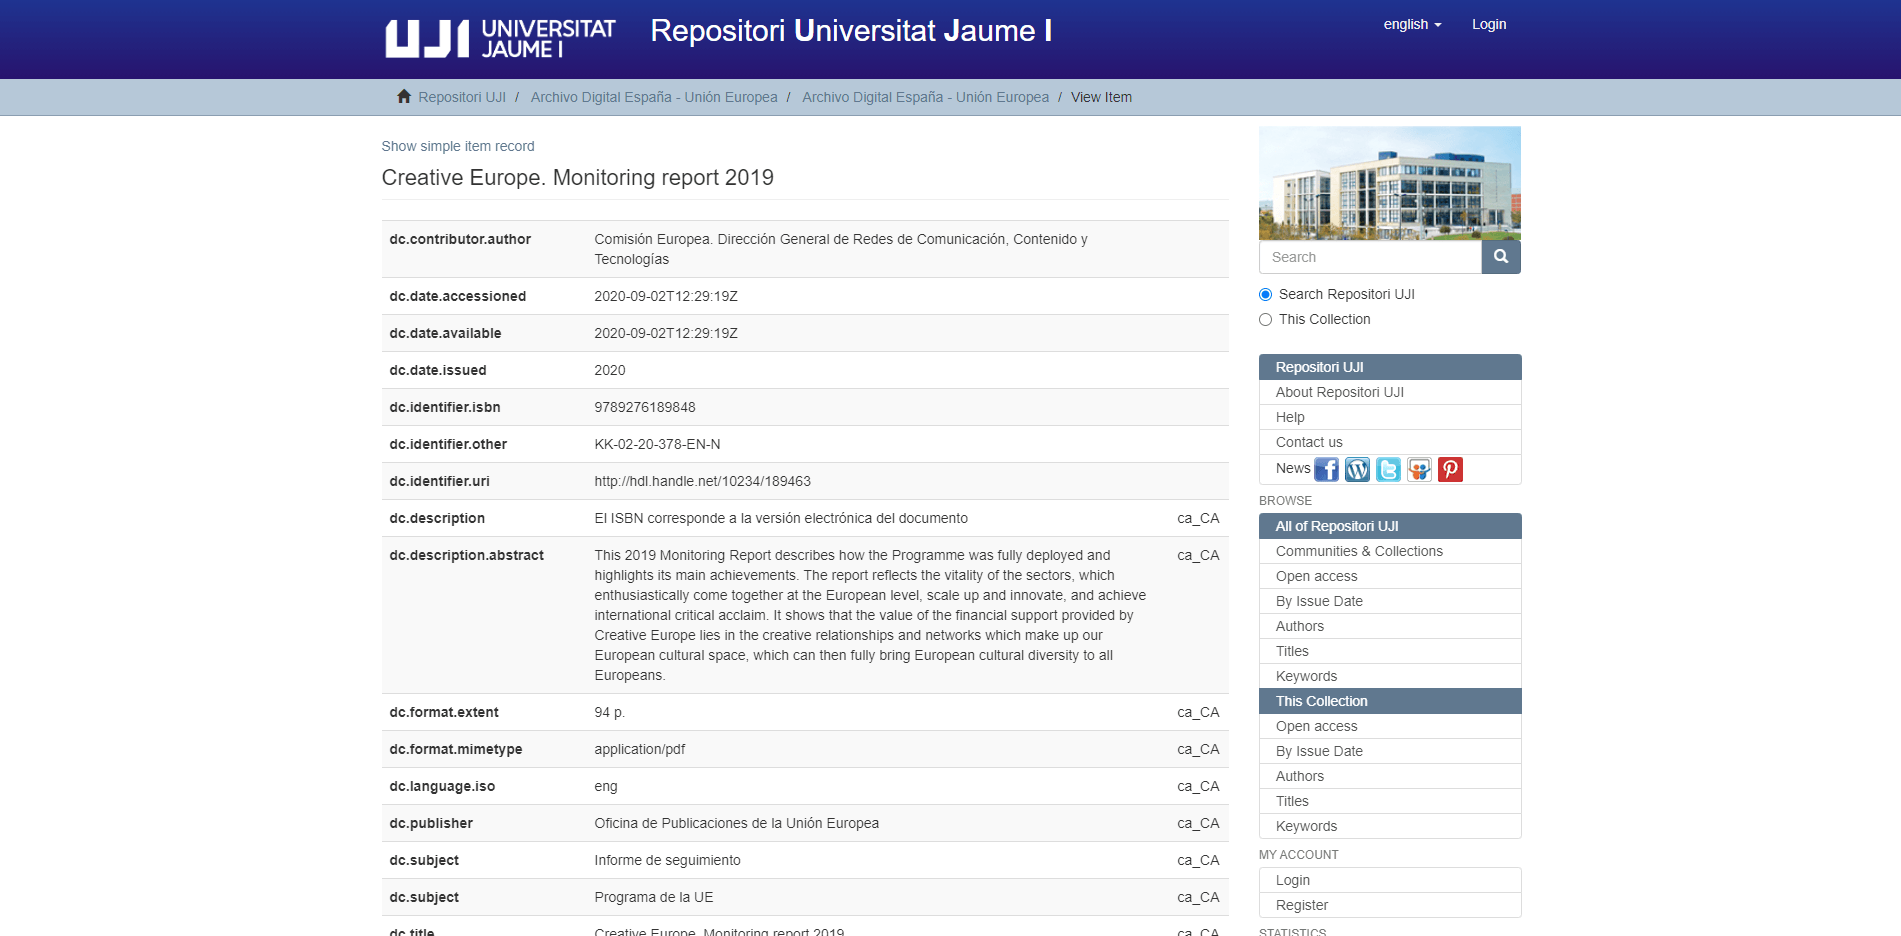 UJI UNIVERSITAT
JAUME I
Repositori Universitat Jaume I
english
Login
Repositori UJI / Archivo Digital España - Unión Europea / Archivo Digital España - Unión Europea / View Item
Show simple item record
Creative Europe. Monitoring report 2019
dc.contributor.author Comisión Europea. Dirección General de Redes de Comunicación, Contenido y
Tecnologías
dc.date.accessioned 2020-09-02T12:29:19Z
dc.date.available 2020-09-02T12:29:19Z
dc.date.issued 2020
dc.identifier.isbn 9789276189848
dc.identifier.other KK-02-20-378-EN-N
dc.identifier.uri http://hdl.handle.net/10234/189463
dc.description El ISBN corresponde a la versión electrónica del documento ca_CA
dc.description.abstract This 2019 Monitoring Report describes how the Programme was fully deployed and ca_CA
highlights its main achievements. The report reflects the vitality of the sectors, which
enthusiastically come together at the European level, scale up and innovate, and achieve
international critical acclaim. It shows that the value of the financial support provided by
Creative Europe lies in the creative relationships and networks which make up our
European cultural space, which can then fully bring European cultural diversity to all
Europeans.
dc.format.extent 94 p. ca_CA
dc.format.mimetype application/pdf ca_CA
dc.language.iso eng ca_CA
dc.publisher Oficina de Publicaciones de la Unión Europea ca_CA
dc.subject Informe de seguimiento ca_CA
dc.subject Programa de la UE ca_CA
dc.title Creative Europe. Monitoring report 2019 ca_CA
Search
Search Repositori UJI
This Collection
Repositori UJI
About Repositori UJI
Help
Contact us
News
BROWSE
All of Repositori UJI
Communities & Collections
Open access
By Issue Date
Authors
Titles
Keywords
This Collection
Open access
By Issue Date
Authors
Titles
Keywords
MY ACCOUNT
Login
Register
STATISTICS